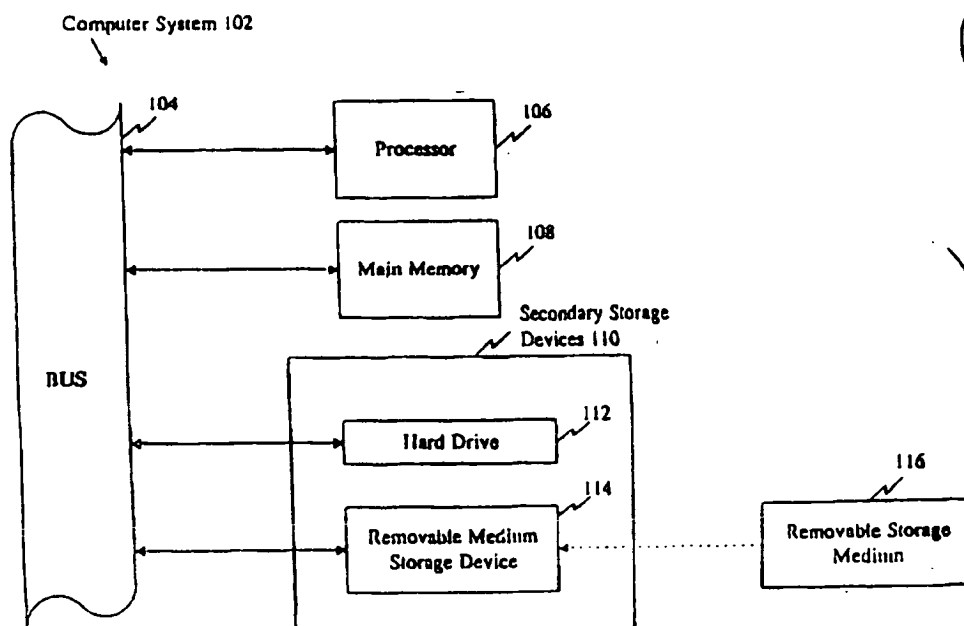 Computer System 102
104
106
Processor
108
Main Memory
Secondary Storage
Devices 110
BUS
112
Hard Drive
114
Removable Medium
Storage Device
116
Removable Storage
Medium